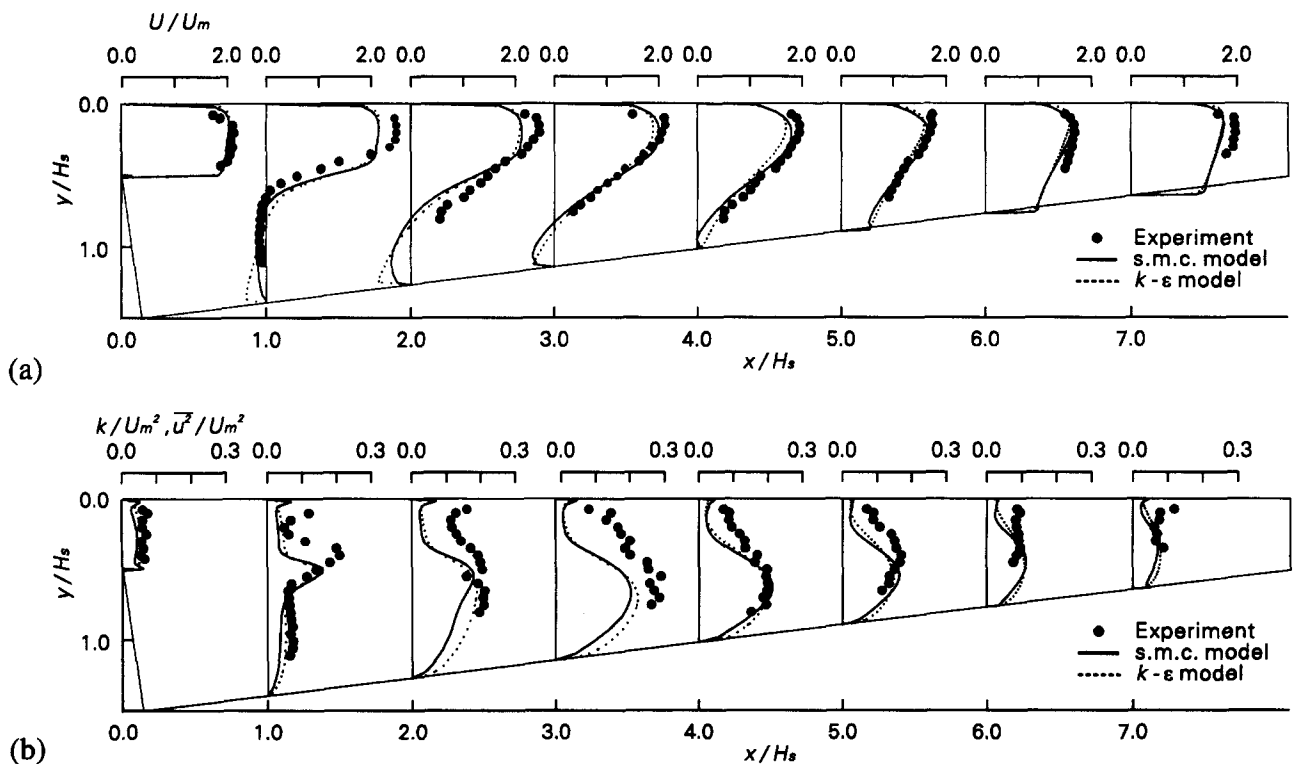 U/Um
0.0 2.0 0.0 2.0 0.0 2.0 0.0 2.0 0.0 2.0 0.0 2.0 0.0 2.0 0.0 2.0
0.0
y/Hs
1.0
● Experiment
s.m.c. model
k-ε model
0.0 1.0 2.0 3.0 4.0 5.0 6.0 7.0
x/Hs
(a)
k/Um², u²/Um²
0.0 0.3 0.0 0.3 0.0 0.3 0.0 0.3 0.0 0.3 0.0 0.3 0.0 0.3 0.0 0.3
0.0
y/Hs
1.0
● Experiment
s.m.c. model
k-ε model
0.0 1.0 2.0 3.0 4.0 5.0 6.0 7.0
x/Hs
(b)